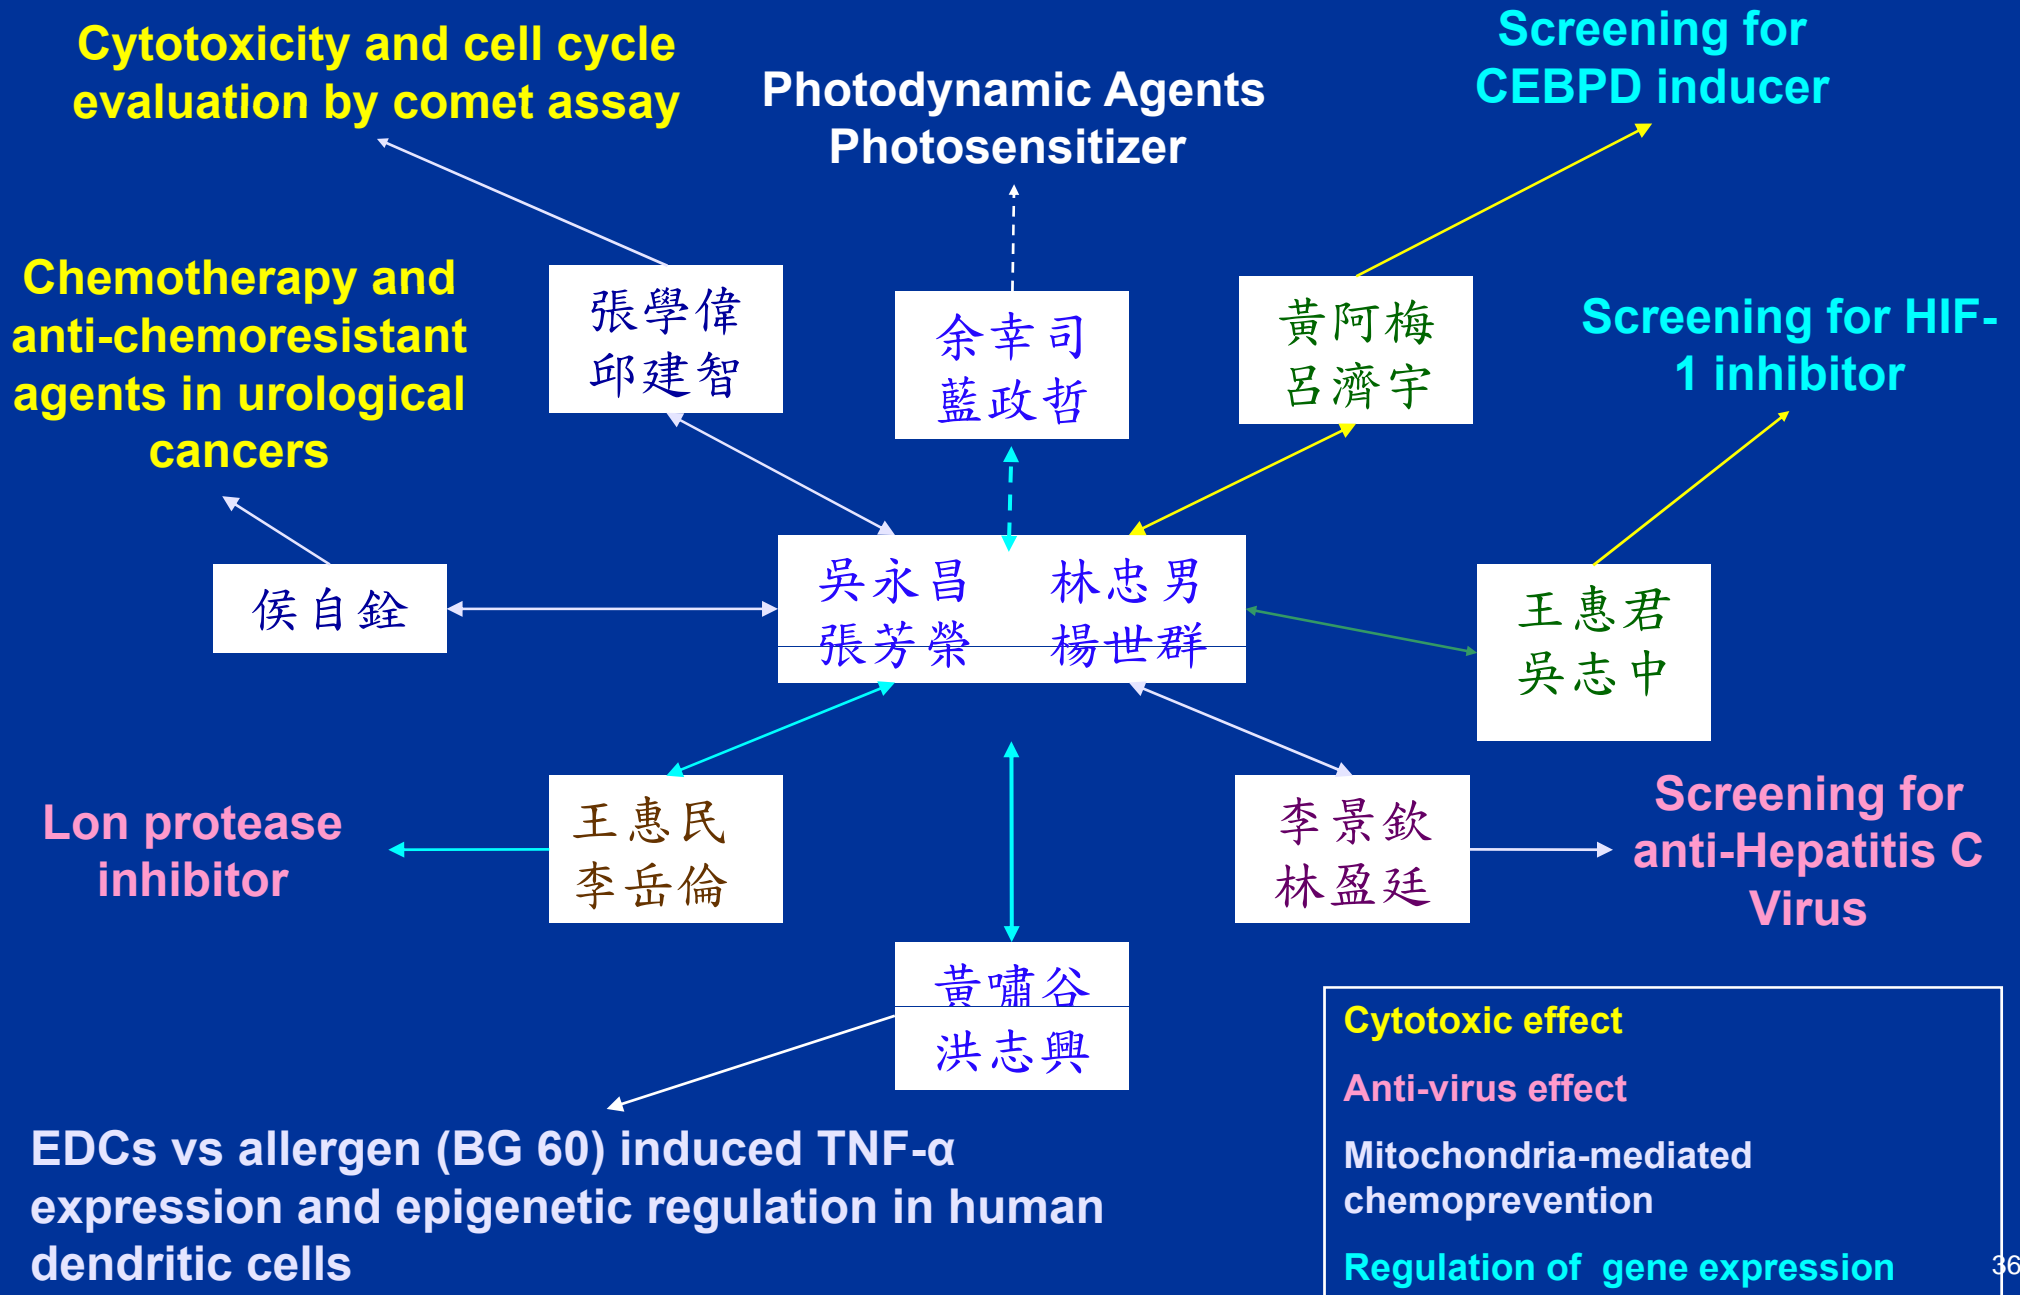 Cytotoxicity and cell cycle
evaluation by comet assay
Photodynamic Agents
Photosensitizer
Screening for
CEBPD inducer
Chemotherapy and
anti-chemoresistant
agents in urological
cancers
張學偉
邱建智
余幸司
藍政哲
黃阿梅
呂濟宇
Screening for HIF-
1 inhibitor
侯自銓
吳永昌 林忠男
張芳榮 楊世群
王惠君
吳志中
Lon protease
inhibitor
王惠民
李岳倫
李景欽
林盈廷
Screening for
anti-Hepatitis C
Virus
黃嘯谷
洪志興
EDCs vs allergen (BG 60) induced TNF-α
expression and epigenetic regulation in human
dendritic cells
Cytotoxic effect
Anti-virus effect
Mitochondria-mediated
chemoprevention
Regulation of gene expression
36